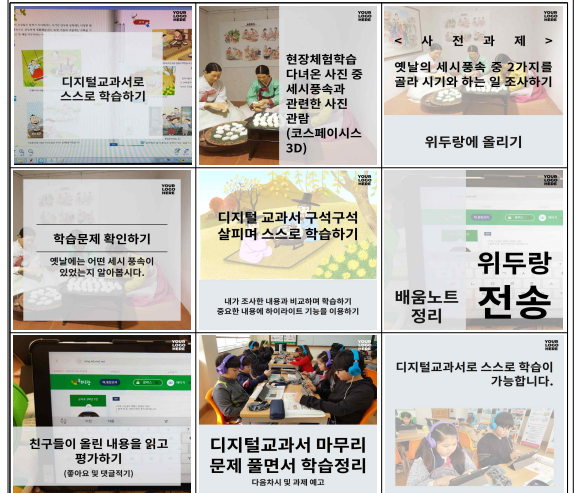 YOUR
LOGO
HERE
디지털교과서로
스스로 학습하기
YOUR
LOGO
HERE
현장체험학습
다녀온 사진 중
세시풍속과
관련한 사진
관람
(코스페이시스
3D)
YOUR
LOGO
HERE
< 사 전 과 제 >
옛날의 세시풍속 중 2가지를
골라 시기와 하는 일 조사하기
위두랑에 올리기
YOUR
LOGO
HERE
학습문제 확인하기
옛날에는 어떤 세시 풍속이
있었는지 알아봅시다.
YOUR
LOGO
HERE
디지털 교과서 구석구석
살피며 스스로 학습하기
내가 조사한 내용과 비교하며 학습하기
중요한 내용에 하이라이트 기능을 이용하기
YOUR
LOGO
HERE
배움노트
정리
위두랑
전송
YOUR
LOGO
HERE
친구들이 올린 내용을 읽고
평가하기
(좋아요 및 댓글적기)
YOUR
LOGO
HERE
디지털교과서 마무리
문제 풀면서 학습정리
다음차시 및 과제 예고
YOUR
LOGO
HERE
디지털교과서로 스스로 학습이
가능합니다.